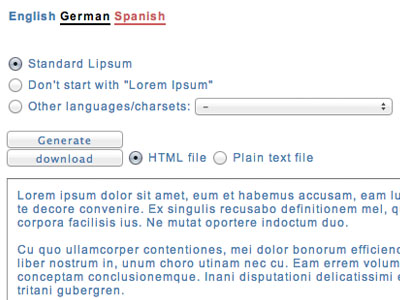 English German Spanish
Standard Lipsum
Don't start with "Lorem Ipsum"
Other languages/charsets: –
Generate
download HTML file Plain text file
Lorem ipsum dolor sit amet, eum et habemus accusam, eam
te decore convenire. Ex singulis recusabo definitionem mel,
corpora facilisis ius. Ne mutat oportere indoctum duo.
Cu quo ullamcorper contentiones, mei dolor bonorum
liber nostrum in, unum choro utinam nec cu. Eam errem
conceptam conclusionemque. Inani disputationi delicatissimi
tritani gubergren.